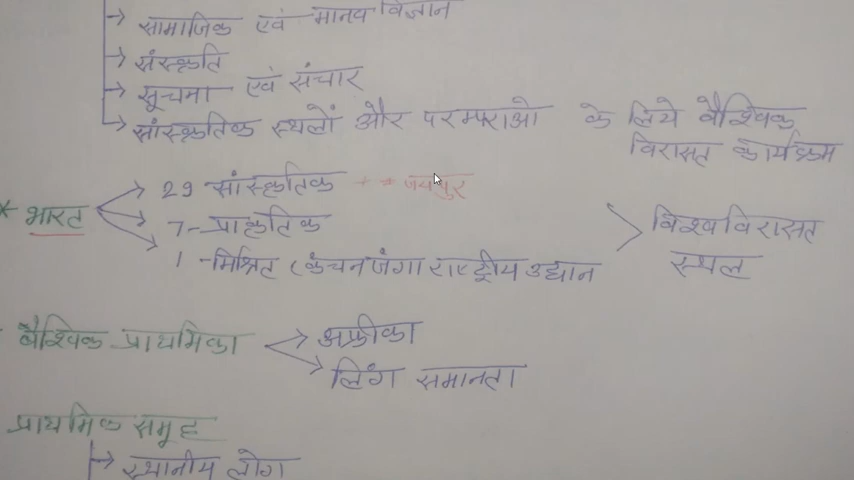 → सामाजिक एवं मानव विज्ञान
→ संस्कृति
→ सूचना एवं संचार
→ सांस्कृतिक स्थलों और परम्पराओ के लिये वैश्विक
विरासत कार्यक्रम
* भारत
→ 29 सांस्कृतिक + * जयपुर
→ 7-प्राकृतिक
→ 1-मिश्रित (कंचनजंगा राष्ट्रीय उद्यान
> विश्व विरासत
स्थल
वैश्विक प्राथमिका
→ अफ्रीका
→ लिंग समानता
प्राथमिक समूह
→ स्थानीय लोग